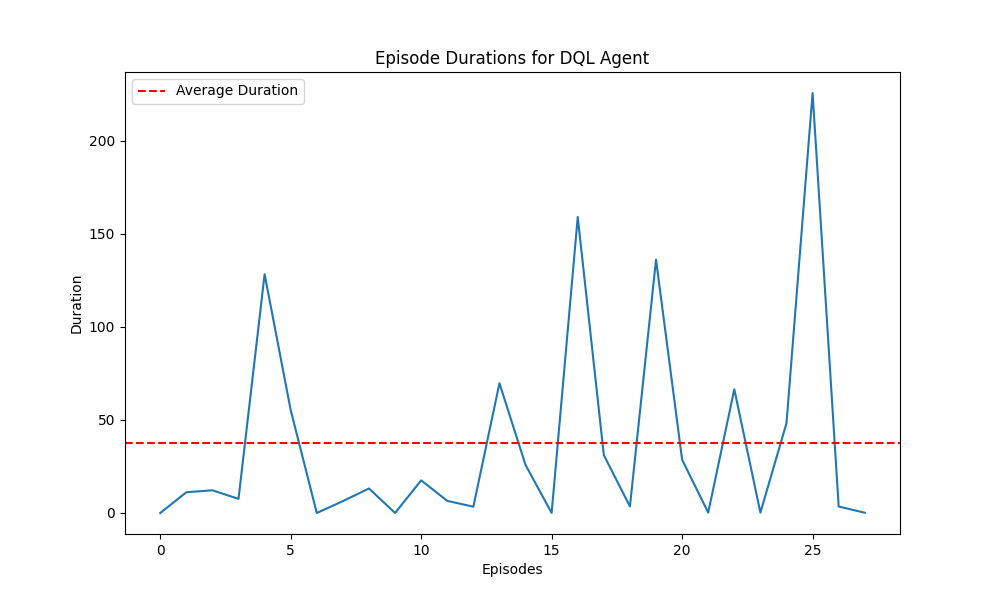 Episode Durations for DQL Agent
Average Duration
Duration
200
150
100
50
0
0 5 10 15 20 25
Episodes